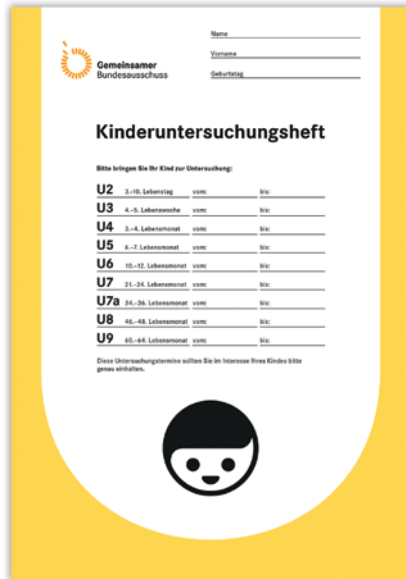 Name
Vorname
Geburtstag
Gemeinsamer
Bundesausschuss
Kinderuntersuchungsheft
Bitte bringen Sie Ihr Kind zur Untersuchung:
U2 3.-10. Lebenstag vom: bis:
U3 4.-5. Lebenswoche vom: bis:
U4 3.-4. Lebensmonat vom: bis:
U5 6.-7. Lebensmonat vom: bis:
U6 10.-12. Lebensmonat vom: bis:
U7 21.-24. Lebensmonat vom: bis:
U7a 34.-36. Lebensmonat vom: bis:
U8 46.-48. Lebensmonat vom: bis:
U9 60.-64. Lebensmonat vom: bis:
Diese Untersuchungstermine sollten Sie im Interesse Ihres Kindes bitte
genau einhalten.